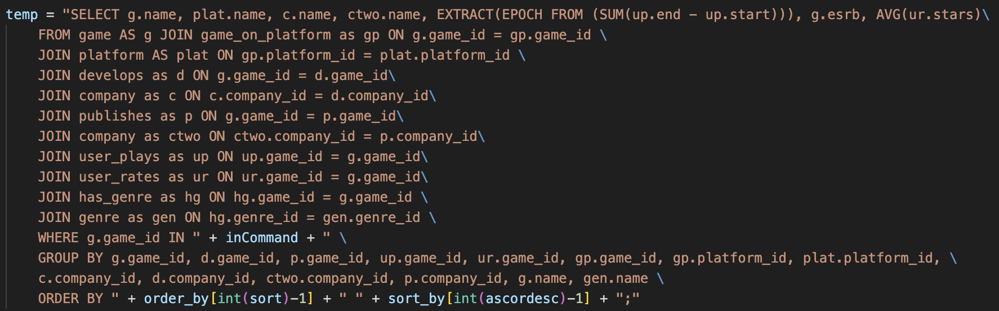 temp = "SELECT g.name, plat.name, c.name, ctwo.name, EXTRACT(EPOCH FROM (SUM(up.end - up.start))), g.esrb, AVG(ur.stars)\
FROM game AS g JOIN game_on_platform as gp ON g.game_id = gp.game_id \
JOIN platform AS plat ON gp.platform_id = plat.platform_id \
JOIN develops as d ON g.game_id = d.game_id\
JOIN company as c ON c.company_id = d.company_id\
JOIN publishes as p ON g.game_id = p.game_id\
JOIN company as ctwo ON ctwo.company_id = p.company_id\
JOIN user_plays as up ON up.game_id = g.game_id\
JOIN user_rates as ur ON ur.game_id = g.game_id\
JOIN has_genre as hg ON hg.game_id = g.game_id \
JOIN genre as gen ON hg.genre_id = gen.genre_id \
WHERE g.game_id IN " + inCommand + " \
GROUP BY g.game_id, d.game_id, p.game_id, up.game_id, ur.game_id, gp.game_id, gp.platform_id, plat.platform_id, \
c.company_id, d.company_id, ctwo.company_id, p.company_id, g.name, gen.name \
ORDER BY " + order_by[int(sort)-1] + " " + sort_by[int(ascordesc)-1] + ";"